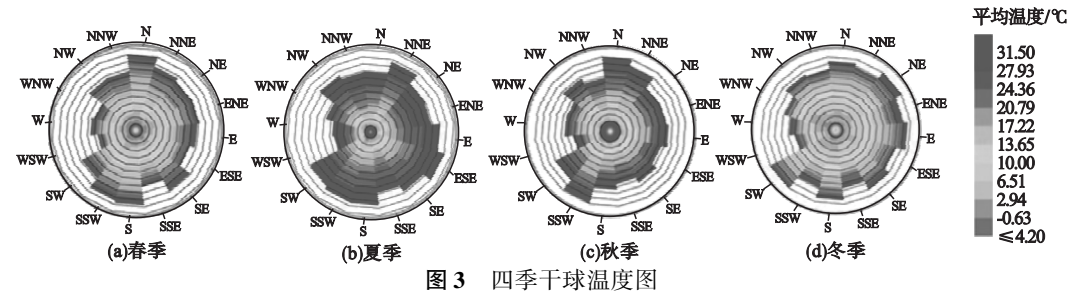 平均温度/℃
31.50
27.93
24.36
20.79
17.22
13.65
10.00
6.51
2.94
-0.63
≤4.20
N
NNE
NE
ENE
E
ESE
SE
SSE
S
SSW
SW
WSW
W
WNW
NW
NNW
(a)春季
N
NNE
NE
ENE
E
ESE
SE
SSE
S
SSW
SW
WSW
W
WNW
NW
NNW
(b)夏季
N
NNE
NE
ENE
E
ESE
SE
SSE
S
SSW
SW
WSW
W
WNW
NW
NNW
(c)秋季
N
NNE
NE
ENE
E
ESE
SE
SSE
S
SSW
SW
WSW
W
WNW
NW
NNW
(d)冬季
图 3 四季干球温度图